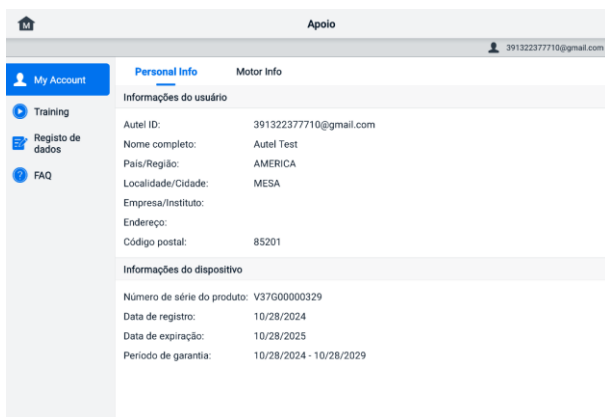 M
Apoio
391322377710@gmail.com
My Account
Training
Registo de
dados
FAQ
Personal Info Motor Info
Informações do usuário
Autel ID: 391322377710@gmail.com
Nome completo: Autel Test
País/Região: AMERICA
Localidade/Cidade: MESA
Empresa/Instituto:
Endereço:
Código postal: 85201
Informações do dispositivo
Número de série do produto: V37G00000329
Data de registro: 10/28/2024
Data de expiração: 10/28/2025
Período de garantia: 10/28/2024 - 10/28/2029